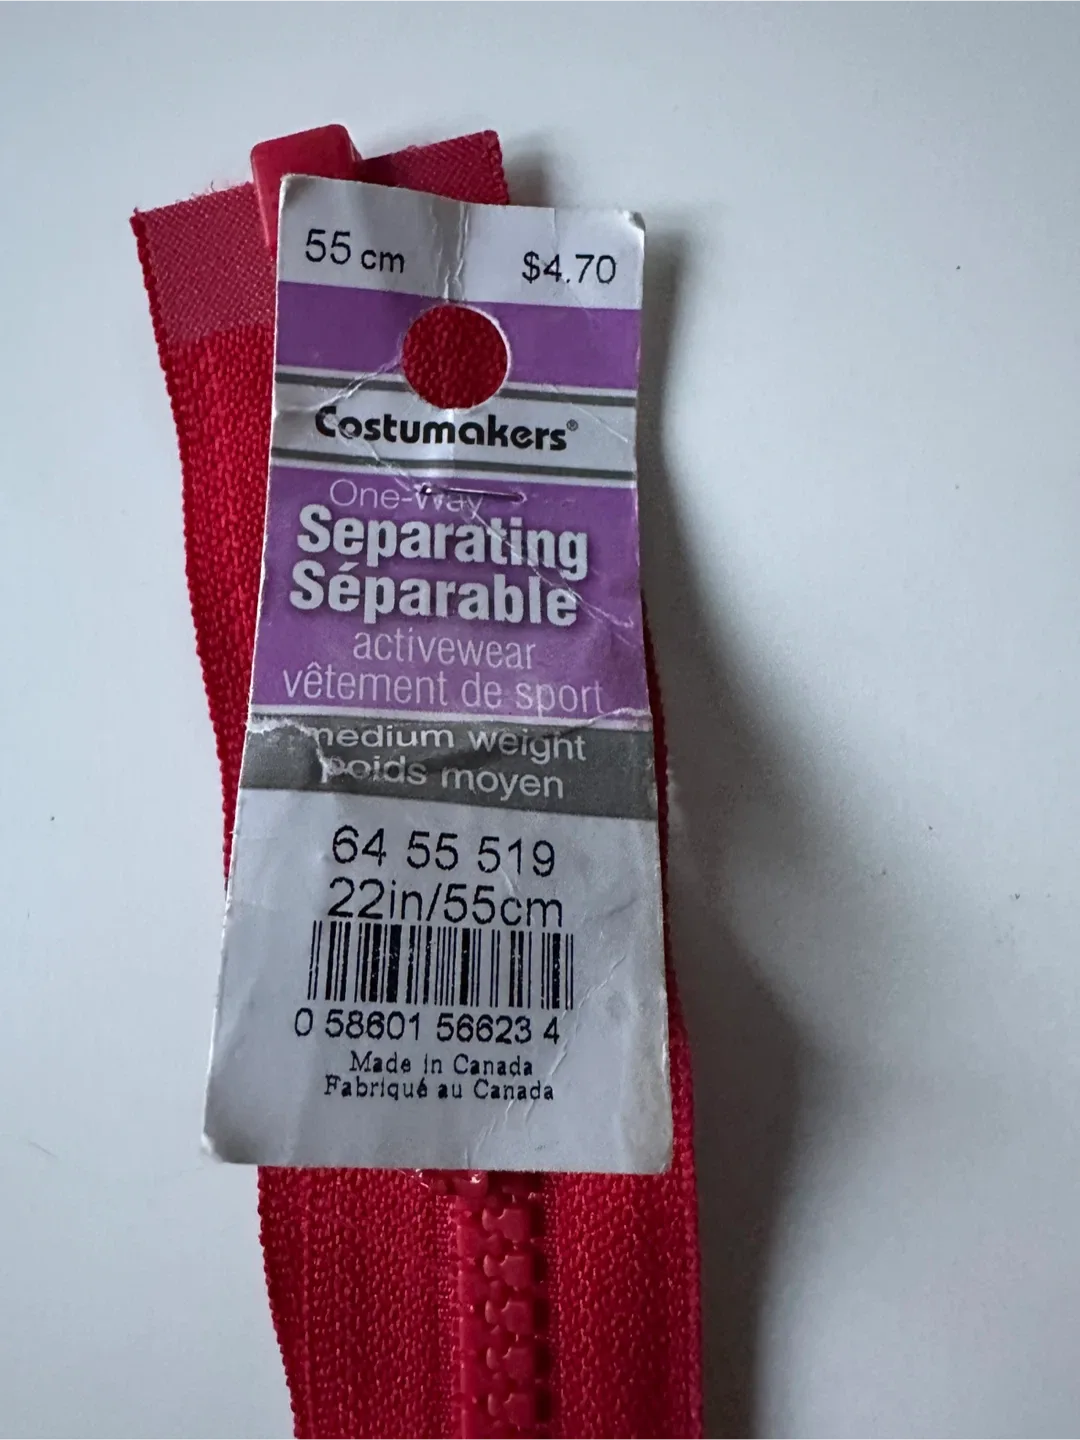 55 cm $4.70
Costumakers®
One-Way
Separating
Séparable
activewear
vêtement de sport
medium weight
poids moyen
64 55 519
22in/55cm
0 58601 56623 4
Made in Canada
Fabriqué au Canada